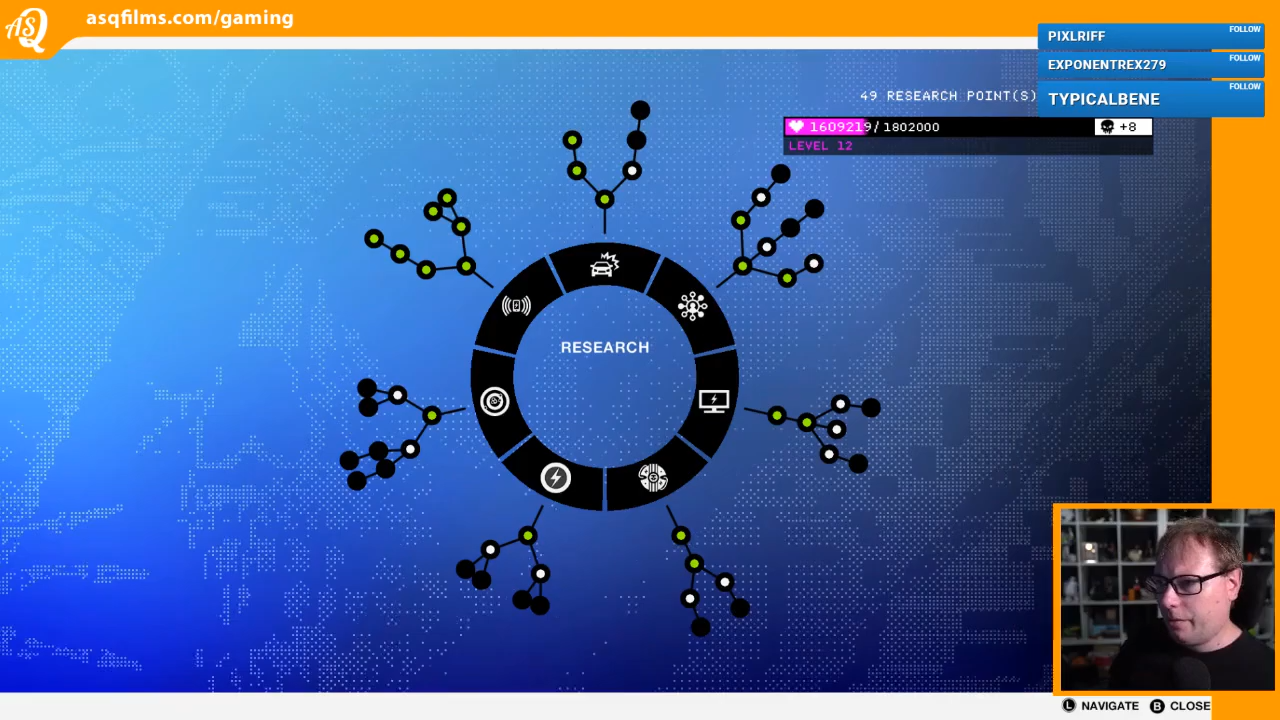 ASQ
asqfilms.com/gaming
PIXLRIFF FOLLOW
EXPONENTREX279 FOLLOW
TYPICALBENE FOLLOW
49 RESEARCH POINT(S)
1609219/1802000 +8
LEVEL 12
RESEARCH
L NAVIGATE B CLOSE